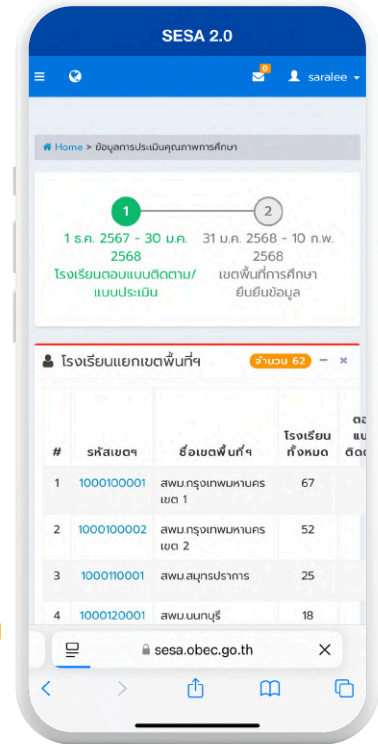 SESA 2.0
0
saralee
Home > ข้อมูลการประเมินคุณภาพการศึกษา
1
2
1 ธ.ค. 2567 - 30 ม.ค. 2568
31 ม.ค. 2568 - 10 ก.พ. 2568
โรงเรียนตอบแบบติดตาม/แบบประเมิน
เขตพื้นที่การศึกษายืนยันข้อมูล
โรงเรียนแยกเขตพื้นที่ฯ
จำนวน 62
# รหัสเขตฯ ชื่อเขตพื้นที่ฯ โรงเรียนทั้งหมด
1 1000100001 สพม.กรุงเทพมหานคร เขต 1 67
2 1000100002 สพม.กรุงเทพมหานคร เขต 2 52
3 1000110001 สพม.สมุทรปราการ 25
4 1000120001 สพม.นนทบุรี 18
sesa.obec.go.th